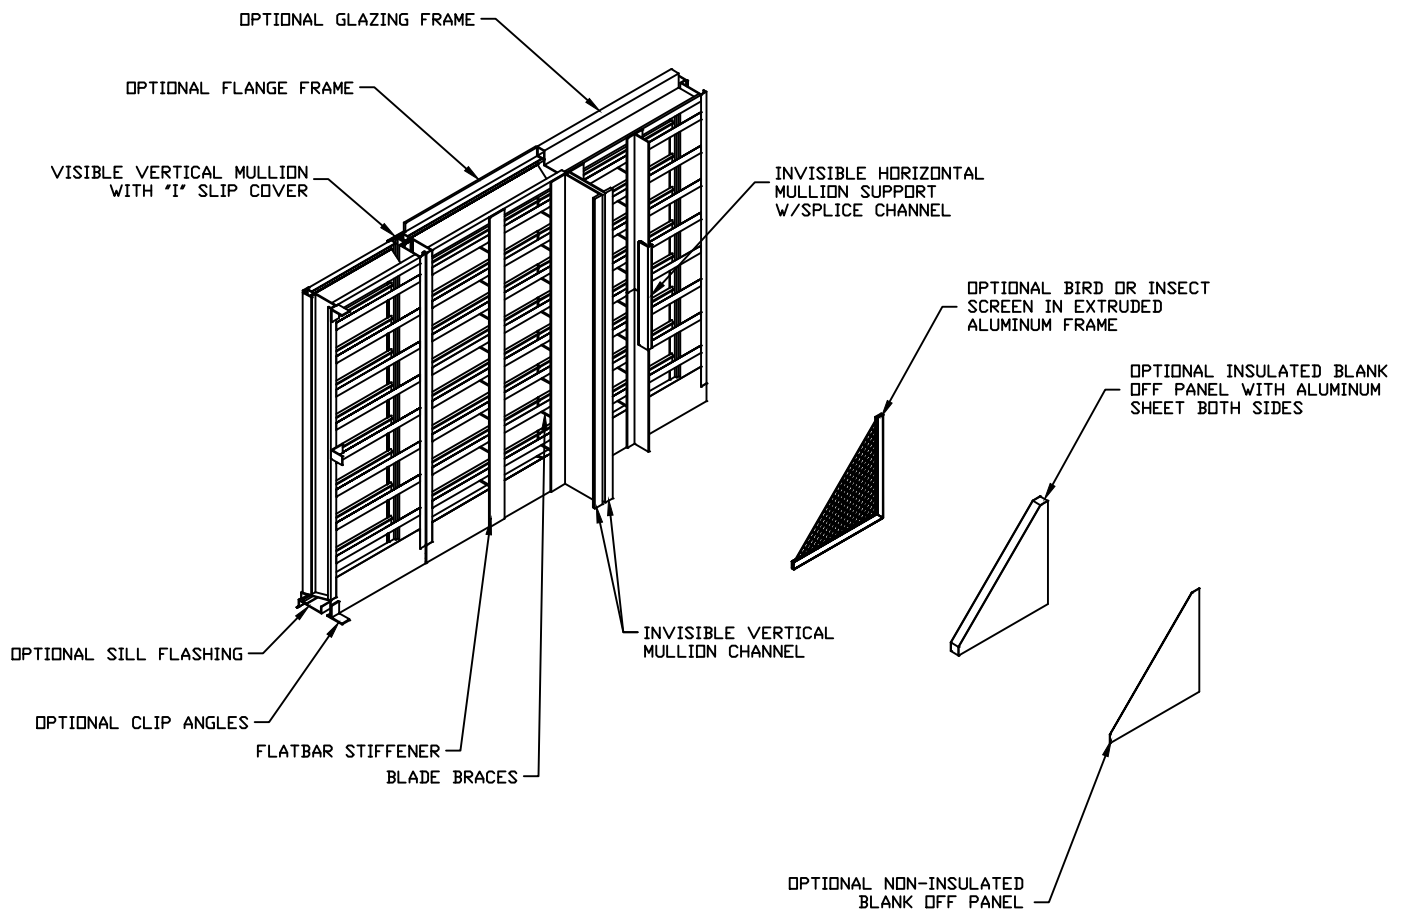 OPTIONAL GLAZING FRAME
OPTIONAL FLANGE FRAME
VISIBLE VERTICAL MULLION
WITH "I" SLIP COVER
INVISIBLE HORIZONTAL
MULLION SUPPORT
W/SPLICE CHANNEL
OPTIONAL BIRD OR INSECT
SCREEN IN EXTRUDED
ALUMINUM FRAME
OPTIONAL INSULATED BLANK
OFF PANEL WITH ALUMINUM
SHEET BOTH SIDES
INVISIBLE VERTICAL
MULLION CHANNEL
OPTIONAL SILL FLASHING
OPTIONAL CLIP ANGLES
FLATBAR STIFFENER
BLADE BRACES
OPTIONAL NON-INSULATED
BLANK OFF PANEL